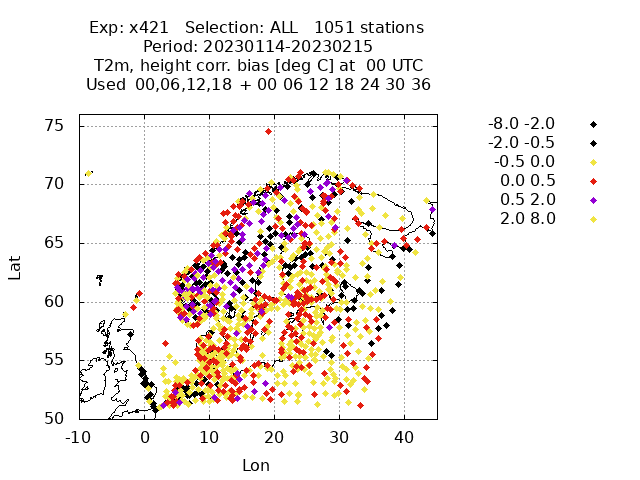 Exp: x421   Selection: ALL   1051 stations
Period: 20230114-20230215
T2m, height corr. bias [deg C] at  00 UTC
Used  00,06,12,18 + 00 06 12 18 24 30 36
-8.0 -2.0
-2.0 -0.5
-0.5 0.0
0.0 0.5
0.5 2.0
2.0 8.0
75
70
65
60
55
50
Lat
-10 0 10 20 30 40
Lon